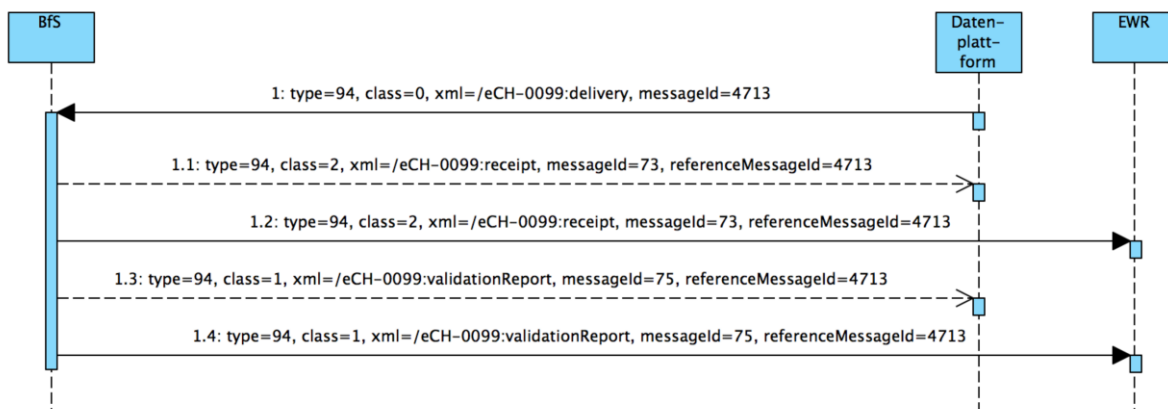 BfS
Daten-
platt-
form
EWR
1: type=94, class=0, xml=/eCH-0099:delivery, messageId=4713
1.1: type=94, class=2, xml=/eCH-0099:receipt, messageId=73, referenceMessageId=4713
1.2: type=94, class=2, xml=/eCH-0099:receipt, messageId=73, referenceMessageId=4713
1.3: type=94, class=1, xml=/eCH-0099:validationReport, messageId=75, referenceMessageId=4713
1.4: type=94, class=1, xml=/eCH-0099:validationReport, messageId=75, referenceMessageId=4713